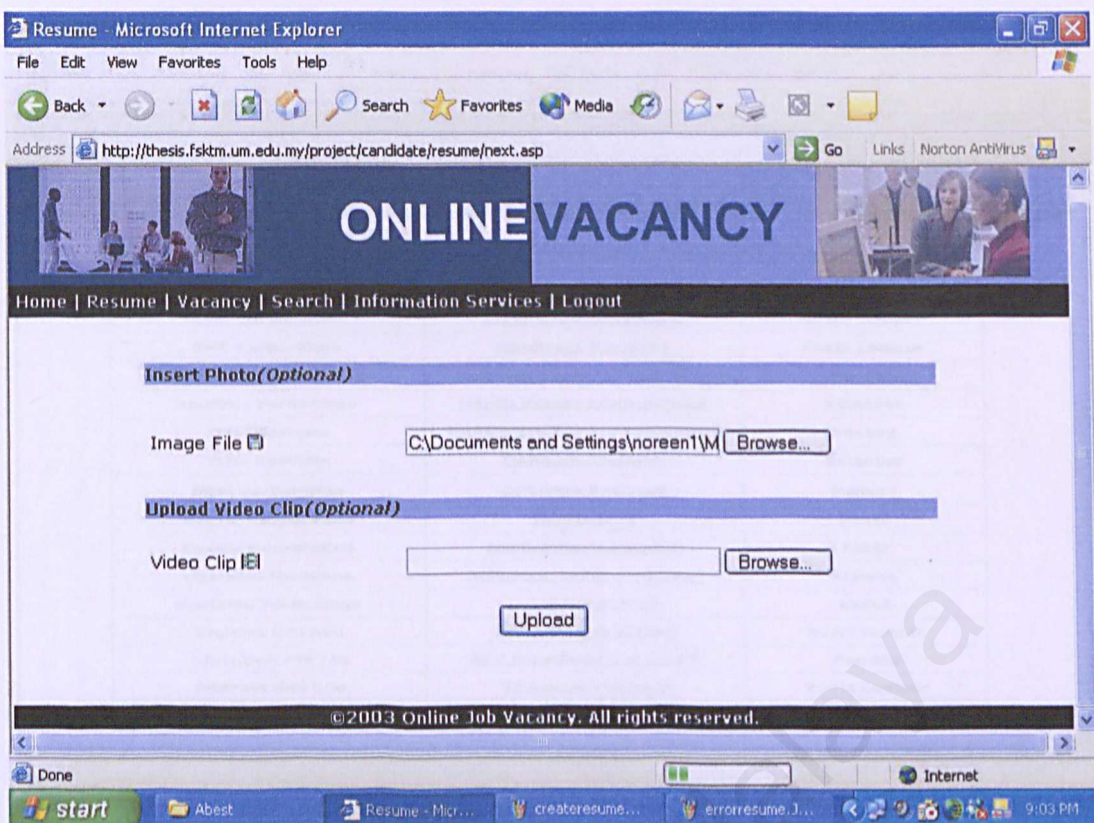 Resume - Microsoft Internet Explorer
File Edit View Favorites Tools Help
Back Search Favorites Media
Address http://thesis.fsktm.um.edu.my/project/candidate/resume/next.asp Go Links Norton AntiVirus
ONLINEVACANCY
Home | Resume | Vacancy | Search | Information Services | Logout
Insert Photo(Optional)
Image File C:\Documents and Settings\noreen1\M Browse...
Upload Video Clip(Optional)
Video Clip Browse...
Upload
©2003 Online Job Vacancy. All rights reserved.
Done Internet
start Abest Resume - Micr... createresume... errorresume.J... 9:03 PM
alaya